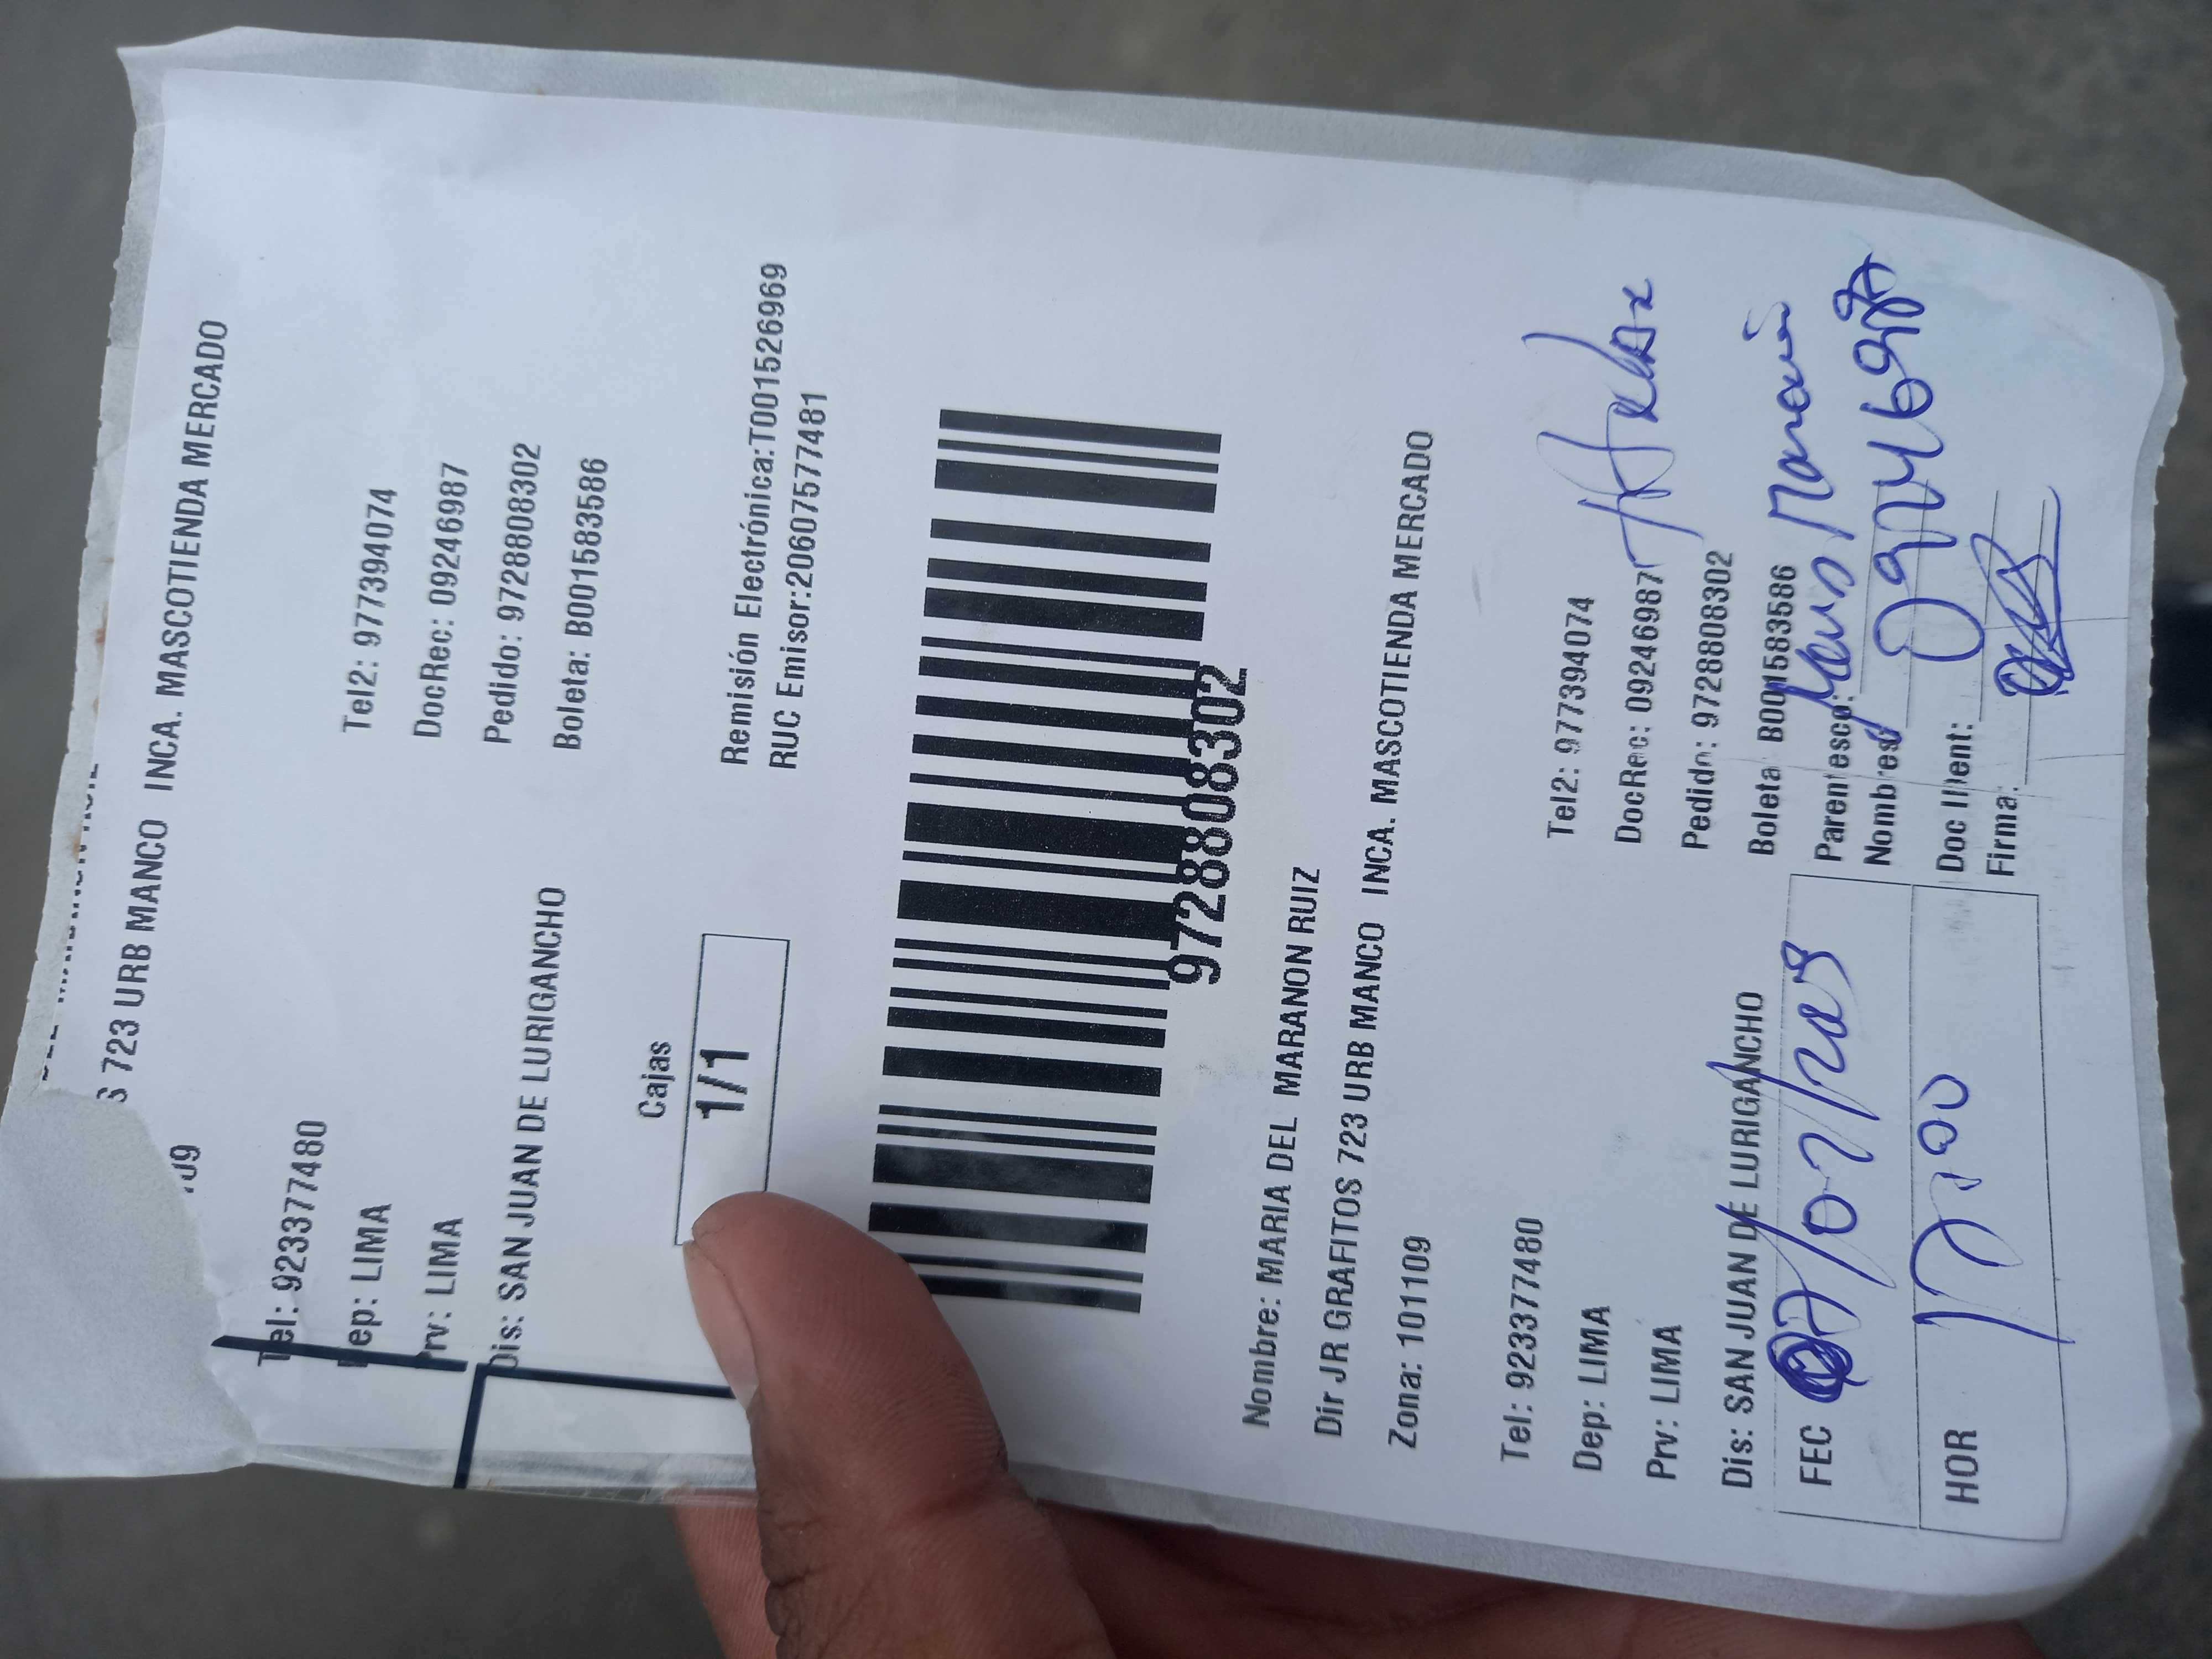 723 URB MANCO INCA. MASCOTIENDA MERCADO
Tel: 923377480 Tel2: 977394074
Dep: LIMA DocRec: 09246987
Prv: LIMA Pedido: 9728808302
Dis: SAN JUAN DE LURIGANCHO Boleta: B001583586
Cajas
1/1
Remisión Electrónica:T001526969
RUC Emisor:20607577481
9728808302
Nombre: MARIA DEL MARANON RUIZ
Dir JR GRAFITOS 723 URB MANCO INCA. MASCOTIENDA MERCADO
Zona: 101109
Tel: 923377480 Tel2: 977394074
Dep: LIMA DocRec: 09246987
Prv: LIMA Pedido: 9728808302
Dis: SAN JUAN DE LURIGANCHO Boleta B001583586
FEC
Parentesco:
Nombres
HOR
Doc Ident:
Firma: